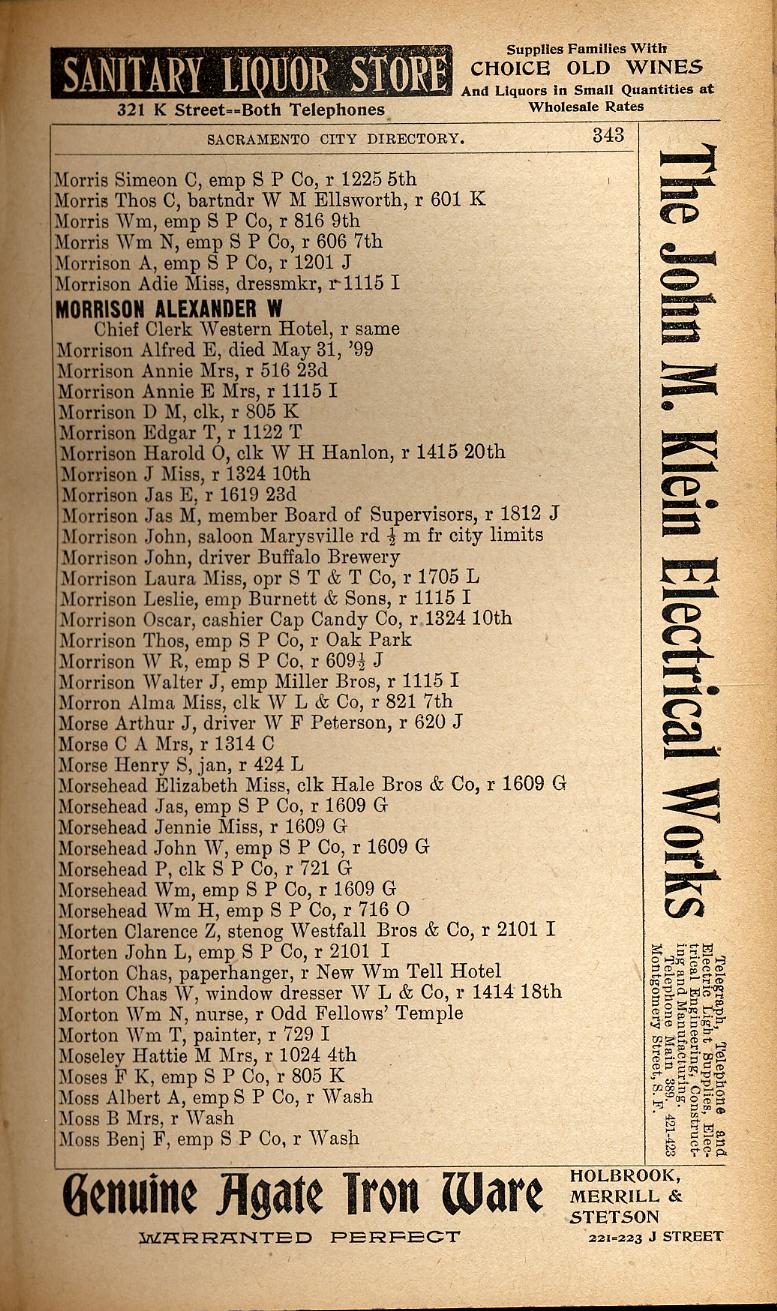 SANITARY LIQUOR STORE
321 K Street==Both Telephones
Supplies Families With
CHOICE OLD WINES
And Liquors in Small Quantities at
Wholesale Rates
SACRAMENTO CITY DIRECTORY. 343
Morris Simeon C, emp S P Co, r 1225 5th
Morris Thos C, bartndr W M Ellsworth, r 601 K
Morris Wm, emp S P Co, r 816 9th
Morris Wm N, emp S P Co, r 606 7th
Morrison A, emp S P Co, r 1201 J
Morrison Adie Miss, dressmkr, r 1115 I
MORRISON ALEXANDER W
Chief Clerk Western Hotel, r same
Morrison Alfred E, died May 31, '99
Morrison Annie Mrs, r 516 23d
Morrison Annie E Mrs, r 1115 I
Morrison D M, clk, r 805 K
Morrison Edgar T, r 1122 T
Morrison Harold O, clk W H Hanlon, r 1415 20th
Morrison J Miss, r 1324 10th
Morrison Jas E, r 1619 23d
Morrison Jas M, member Board of Supervisors, r 1812 J
Morrison John, saloon Marysville rd ½ m fr city limits
Morrison John, driver Buffalo Brewery
Morrison Laura Miss, opr S T & T Co, r 1705 L
Morrison Leslie, emp Burnett & Sons, r 1115 I
Morrison Oscar, cashier Cap Candy Co, r 1324 10th
Morrison Thos, emp S P Co, r Oak Park
Morrison W R, emp S P Co, r 609½ J
Morrison Walter J, emp Miller Bros, r 1115 I
Morron Alma Miss, clk W L & Co, r 821 7th
Morse Arthur J, driver W F Peterson, r 620 J
Morse C A Mrs, r 1314 C
Morse Henry S, jan, r 424 L
Morsehead Elizabeth Miss, clk Hale Bros & Co, r 1609 G
Morsehead Jas, emp S P Co, r 1609 G
Morsehead Jennie Miss, r 1609 G
Morsehead John W, emp S P Co, r 1609 G
Morsehead P, clk S P Co, r 721 G
Morsehead Wm, emp S P Co, r 1609 G
Morsehead Wm H, emp S P Co, r 716 O
Morten Clarence Z, stenog Westfall Bros & Co, r 2101 I
Morten John L, emp S P Co, r 2101 I
Morton Chas, paperhanger, r New Wm Tell Hotel
Morton Chas W, window dresser W L & Co, r 1414 18th
Morton Wm N, nurse, r Odd Fellows' Temple
Morton Wm T, painter, r 729 I
Moseley Hattie M Mrs, r 1024 4th
Moses F K, emp S P Co, r 805 K
Moss Albert A, emp S P Co, r Wash
Moss B Mrs, r Wash
Moss Benj F, emp S P Co, r Wash
The John M. Klein Electrical Works
Telegraph, Telephone and
Electric Light Supplies, Elec-
trical Engineering, Construct-
ing and Manufacturing.
Telephone Main 389. 421-423
Montgomery Street, S. F.
Genuine Agate Iron Ware
WARRANTED PERFECT
HOLBROOK,
MERRILL &
STETSON
221=223 J STREET